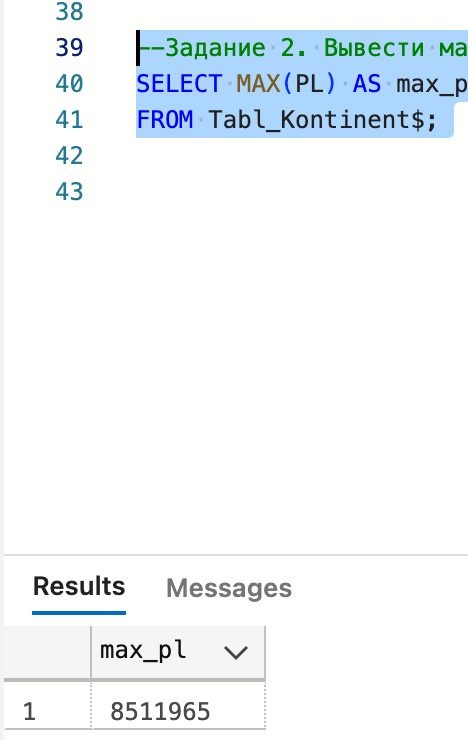 38
39 --Задание 2. Вывести ма
40 SELECT MAX(PL) AS max_p
41 FROM Tabl_Kontinent$;
42
43
Results Messages
max_pl
1 8511965